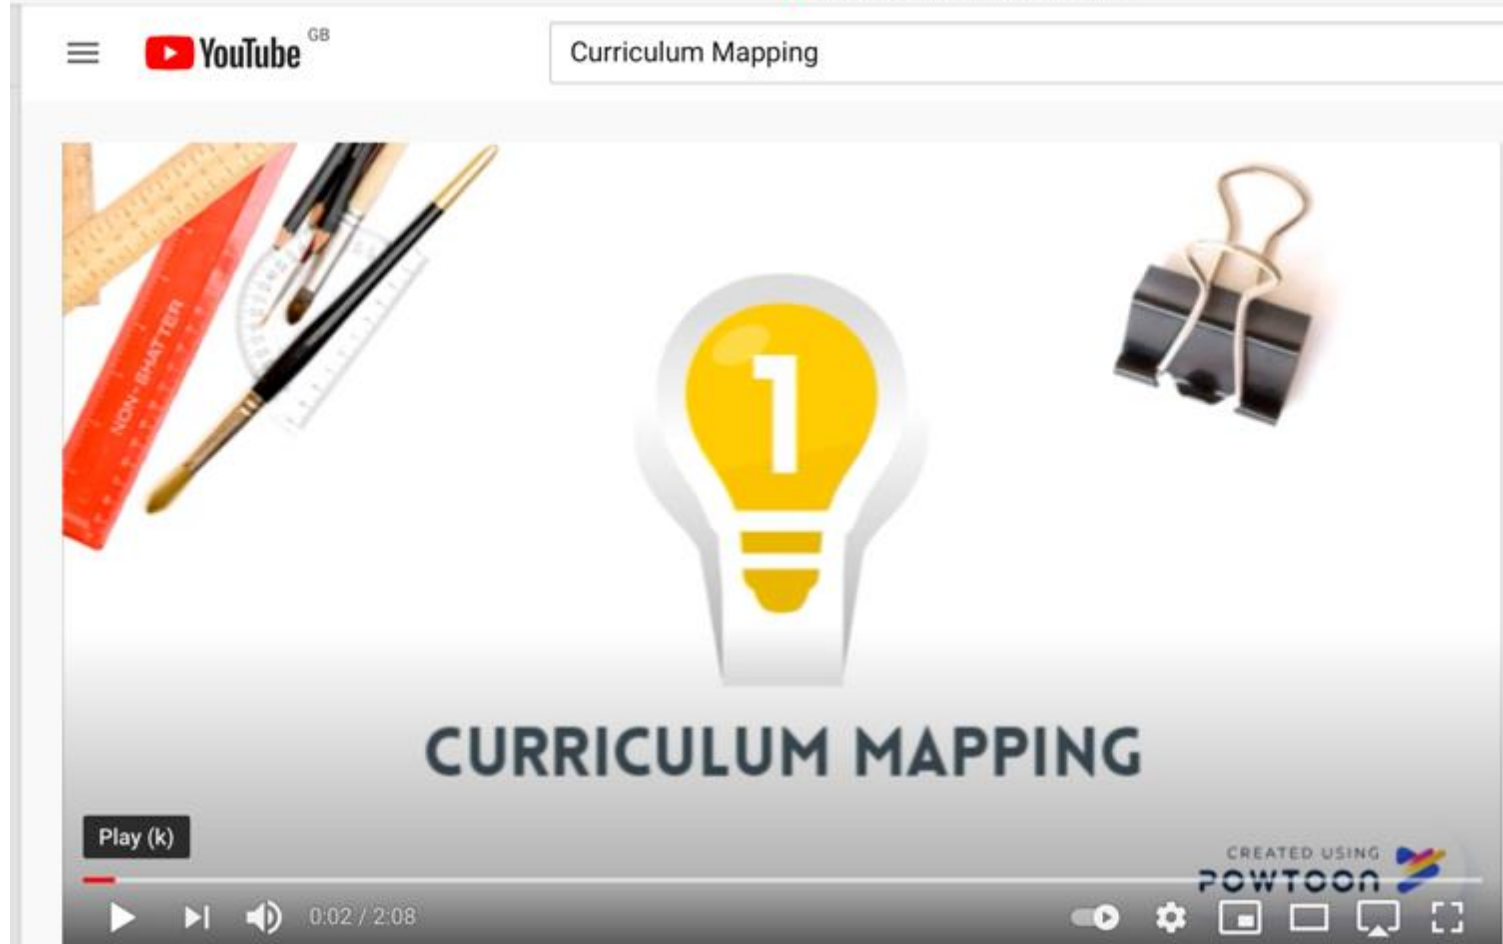 YouTube GB
Curriculum Mapping
NON-SHATTER
1
CURRICULUM MAPPING
Play (k)
CREATED USING
POWTOON
0:02 / 2:08